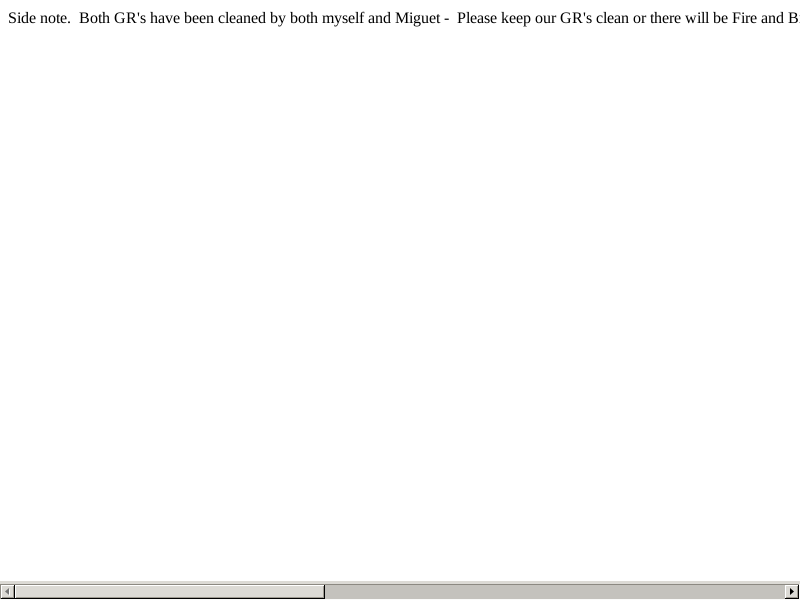 Side note.  Both GR's have been cleaned by both myself and Miguet -  Please keep our GR's clean or there will be Fire and